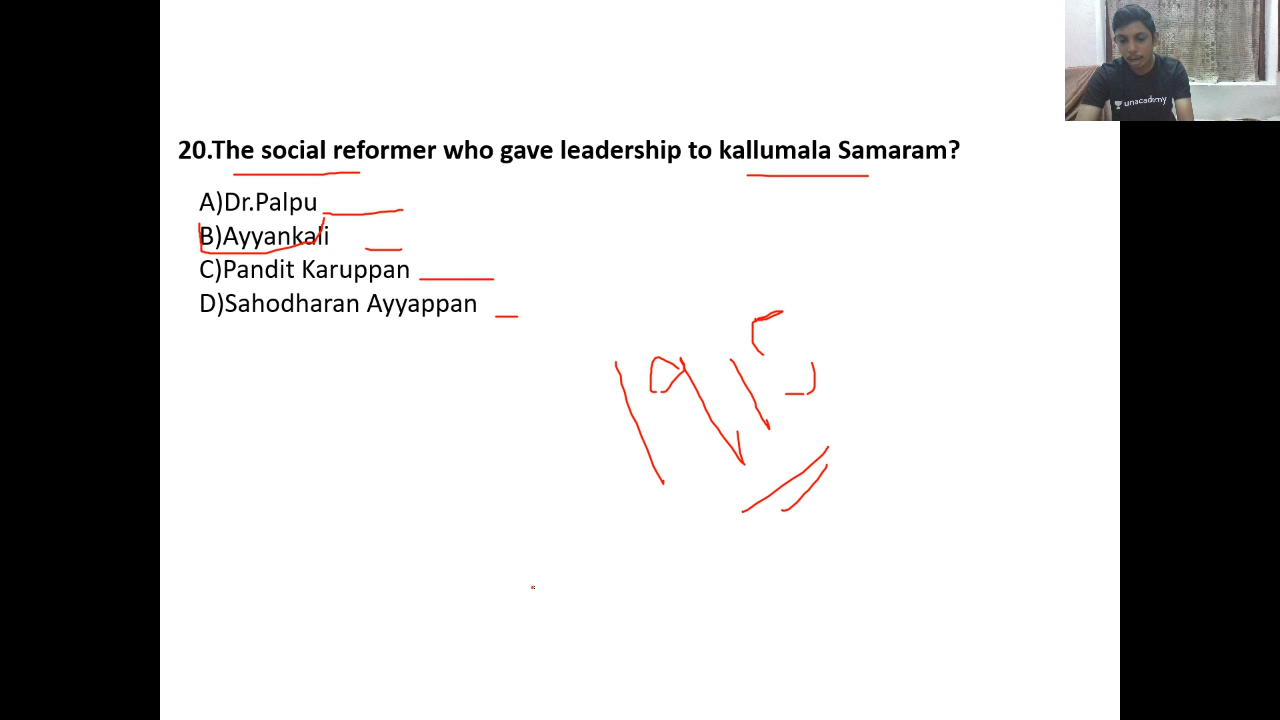 unacademy
20.The social reformer who gave leadership to kallumala Samaram?
A)Dr.Palpu
B)Ayyankali
C)Pandit Karuppan
D)Sahodharan Ayyappan
1915